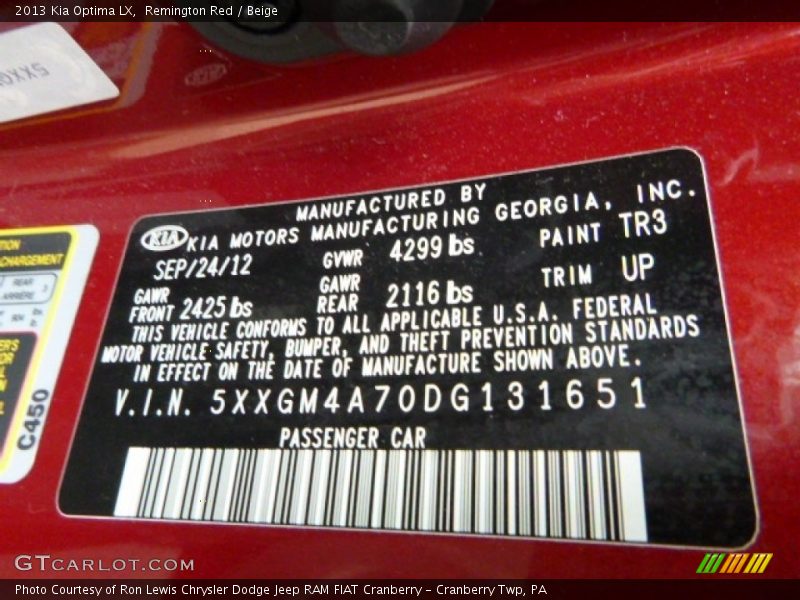 2013 Kia Optima LX, Remington Red / Beige
5XXG
MANUFACTURED BY
KIA KIA MOTORS MANUFACTURING GEORGIA, INC.
SEP/24/12 GVWR 4299 lbs PAINT TR3
GAWR FRONT 2425 lbs GAWR REAR 2116 lbs TRIM UP
THIS VEHICLE CONFORMS TO ALL APPLICABLE U.S.A. FEDERAL
MOTOR VEHICLE SAFETY, BUMPER, AND THEFT PREVENTION STANDARDS
IN EFFECT ON THE DATE OF MANUFACTURE SHOWN ABOVE.
V.I.N. 5XXGM4A70DG131651
PASSENGER CAR
REAR
C450
GTCARLOT.COM
Photo Courtesy of Ron Lewis Chrysler Dodge Jeep RAM FIAT Cranberry – Cranberry Twp, PA